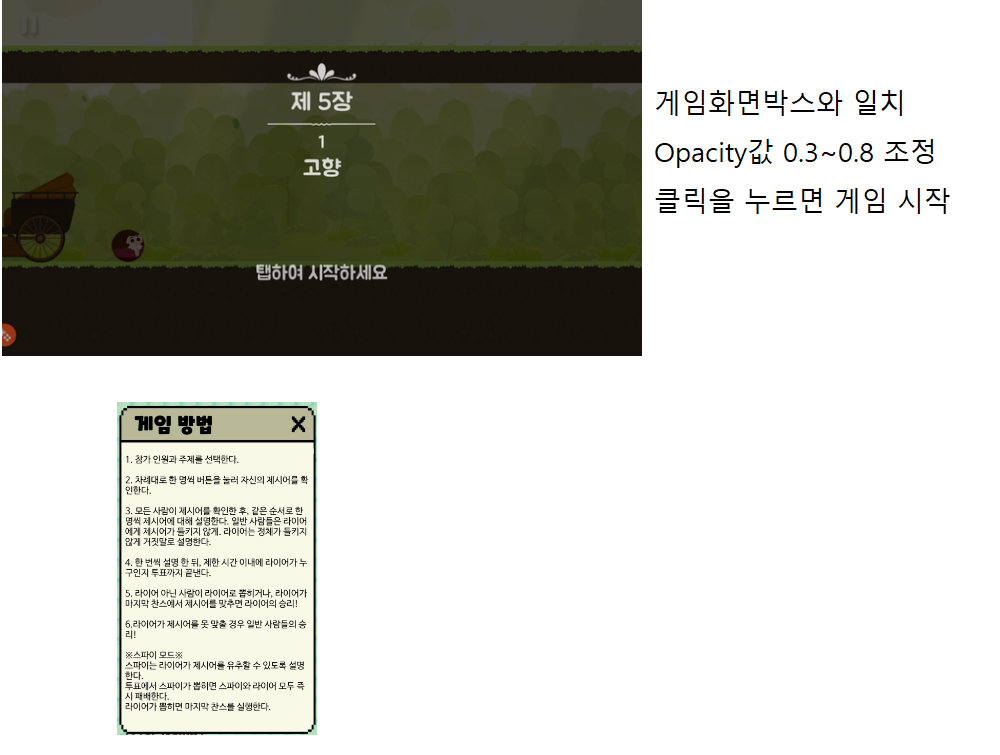 제 5장
1
고향
탭하여 시작하세요
게임화면박스와 일치
Opacity값 0.3~0.8 조정
클릭을 누르면 게임 시작
게임 방법 X
1. 참가 인원과 주제를 선택한다.
2. 차례대로 한 명씩 버튼을 눌러 자신의 제시어를 확
인한다.
3. 모든 사람이 제시어를 확인한 후, 같은 순서로 한
명씩 제시어에 대해 설명한다. 일반 사람들은 라이어
에게 제시어가 들키지 않게, 라이어는 정체가 들키지
않게 거짓말로 설명한다.
4. 한 번씩 설명 한 뒤, 제한 시간 이내에 라이어가 누
구인지 투표까지 끝낸다.
5. 라이어 아닌 사람이 라이어로 뽑히거나, 라이어가
마지막 찬스에서 제시어를 맞추면 라이어의 승리!
6.라이어가 제시어를 못 맞출 경우 일반 사람들의 승
리!
※스파이 모드※
스파이는 라이어가 제시어를 유추할 수 있도록 설명
한다.
투표에서 스파이가 뽑히면 스파이와 라이어 모두 즉
시 패배한다.
라이어가 뽑히면 마지막 찬스를 실행한다.